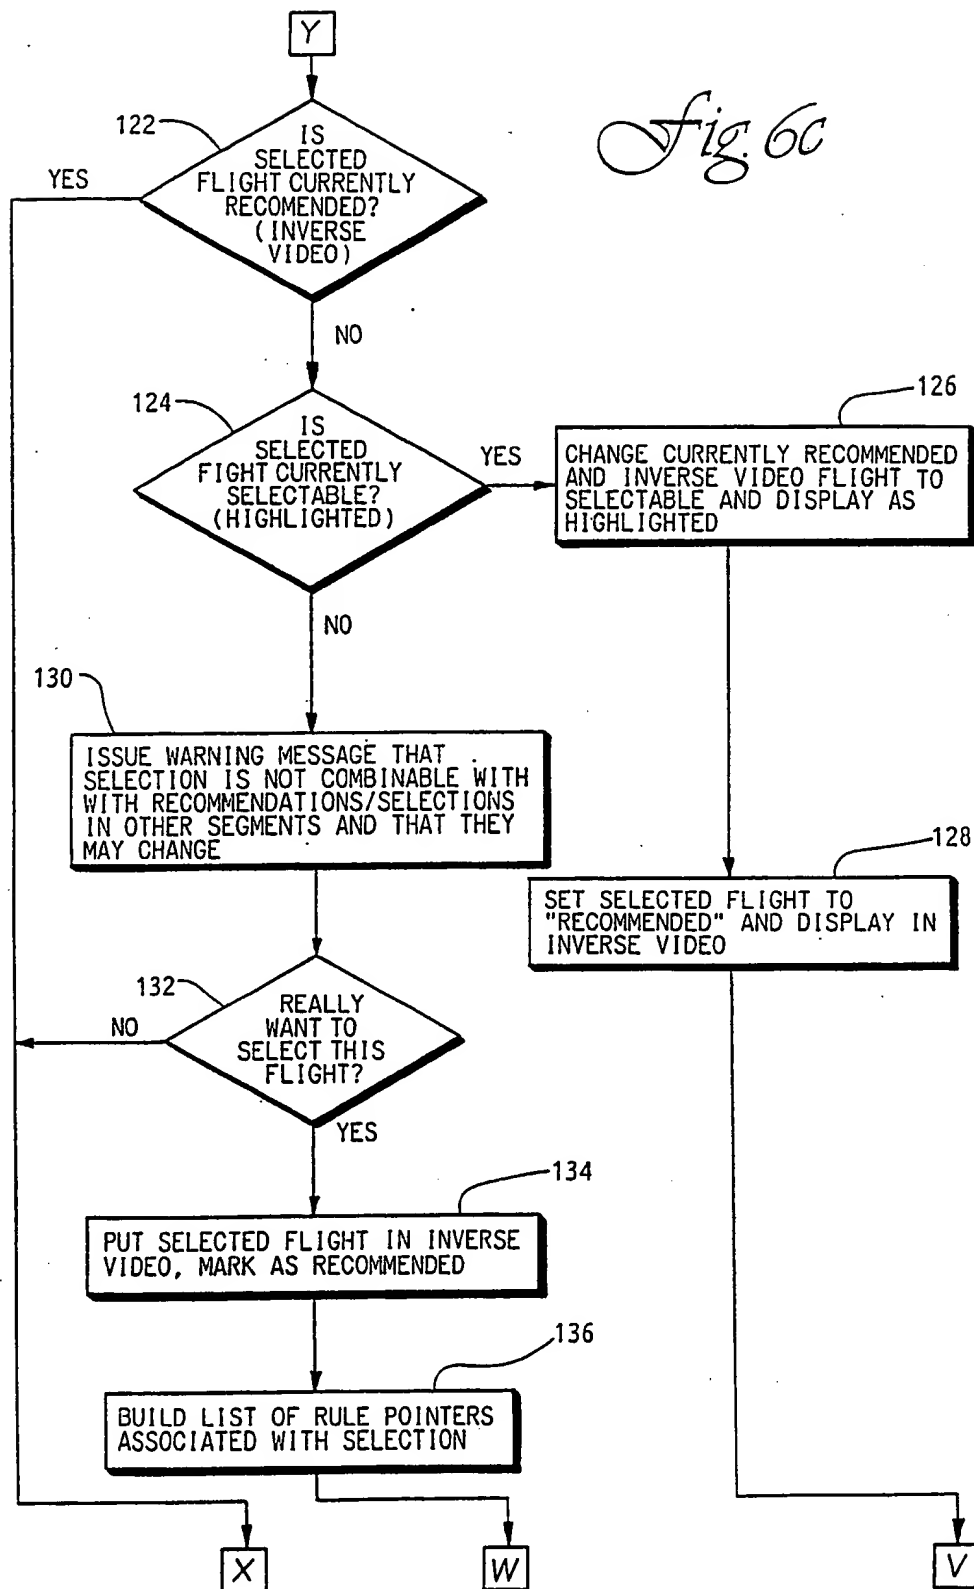 Y
Fig. 6c
122
IS
SELECTED
FLIGHT CURRENTLY
RECOMENDED?
(INVERSE
VIDEO)
YES
NO
124
IS
SELECTED
FIGHT CURRENTLY
SELECTABLE?
(HIGHLIGHTED)
YES
126
CHANGE CURRENTLY RECOMMENDED
AND INVERSE VIDEO FLIGHT TO
SELECTABLE AND DISPLAY AS
HIGHLIGHTED
NO
130
ISSUE WARNING MESSAGE THAT
SELECTION IS NOT COMBINABLE WITH
WITH RECOMMENDATIONS/SELECTIONS
IN OTHER SEGMENTS AND THAT THEY
MAY CHANGE
128
SET SELECTED FLIGHT TO
"RECOMMENDED" AND DISPLAY IN
INVERSE VIDEO
132
REALLY
WANT TO
SELECT THIS
FLIGHT?
NO
YES
134
PUT SELECTED FLIGHT IN INVERSE
VIDEO, MARK AS RECOMMENDED
136
BUILD LIST OF RULE POINTERS
ASSOCIATED WITH SELECTION
X
W
V